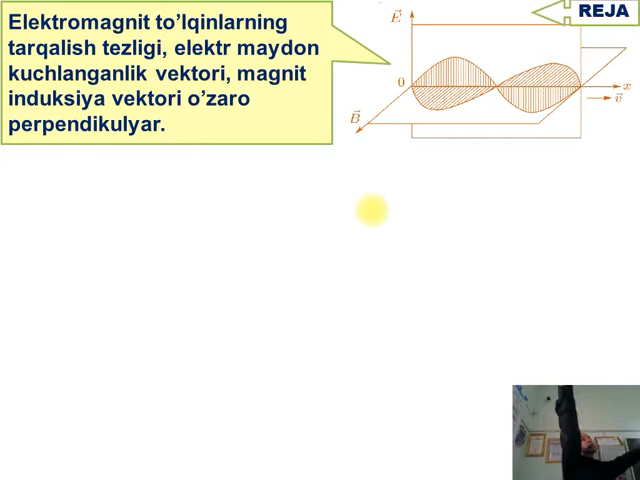 Elektromagnit to’lqinlarning
tarqalish tezligi, elektr maydon
kuchlanganlik vektori, magnit
induksiya vektori o’zaro
perpendikulyar.
REJA
E
0
x
v
B